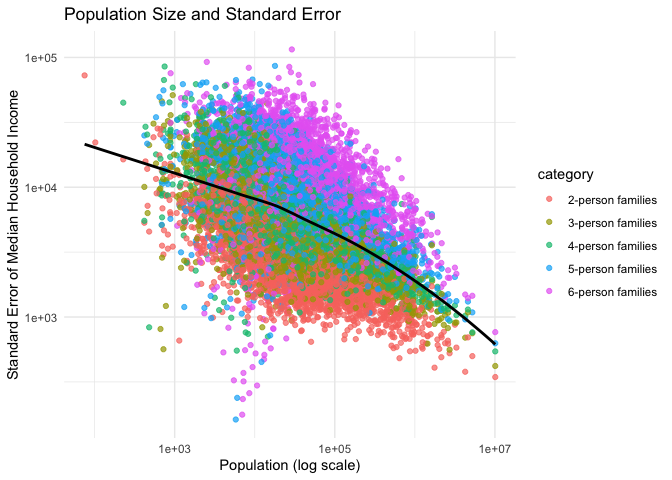 Population Size and Standard Error
Standard Error of Median Household Income
1e+05
1e+04
1e+03
1e+03
1e+05
1e+07
Population (log scale)
category
2-person families
3-person families
4-person families
5-person families
6-person families